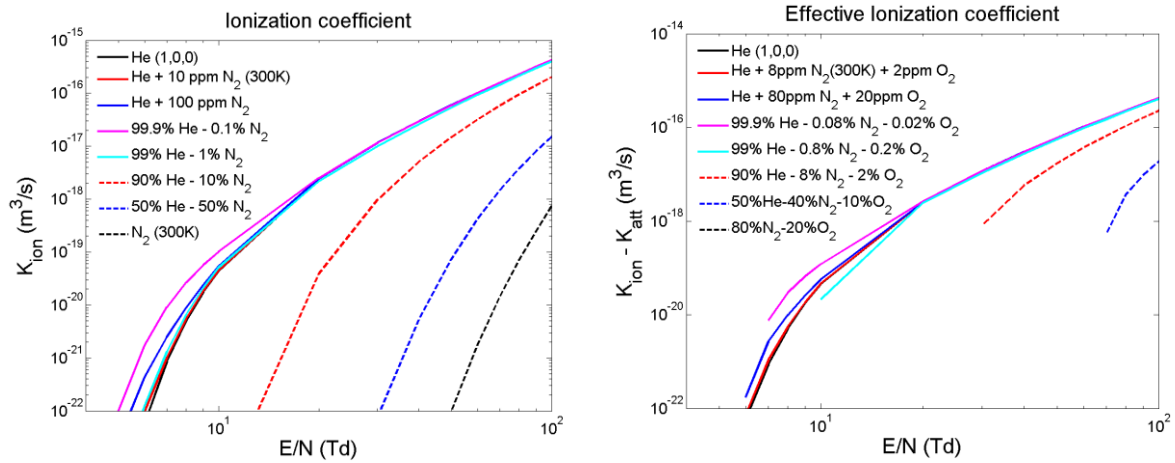 Ionization coefficient
10⁻¹⁵
10⁻¹⁶
10⁻¹⁷
10⁻¹⁸
10⁻¹⁹
10⁻²⁰
10⁻²¹
10⁻²²
K_ion (m³/s)
He (1,0,0)
He + 10 ppm N₂ (300K)
He + 100 ppm N₂
99.9% He - 0.1% N₂
99% He - 1% N₂
90% He - 10% N₂
50% He - 50% N₂
N₂ (300K)
10¹
10²
E/N (Td)
Effective Ionization coefficient
10⁻¹⁴
10⁻¹⁶
10⁻¹⁸
10⁻²⁰
10⁻²²
K_ion - K_att (m³/s)
He (1,0,0)
He + 8ppm N₂(300K) + 2ppm O₂
He + 80ppm N₂ + 20ppm O₂
99.9% He - 0.08% N₂ - 0.02% O₂
99% He - 0.8% N₂ - 0.2% O₂
90% He - 8% N₂ - 2% O₂
50%He-40%N₂-10%O₂
80%N₂-20%O₂
10¹
10²
E/N (Td)